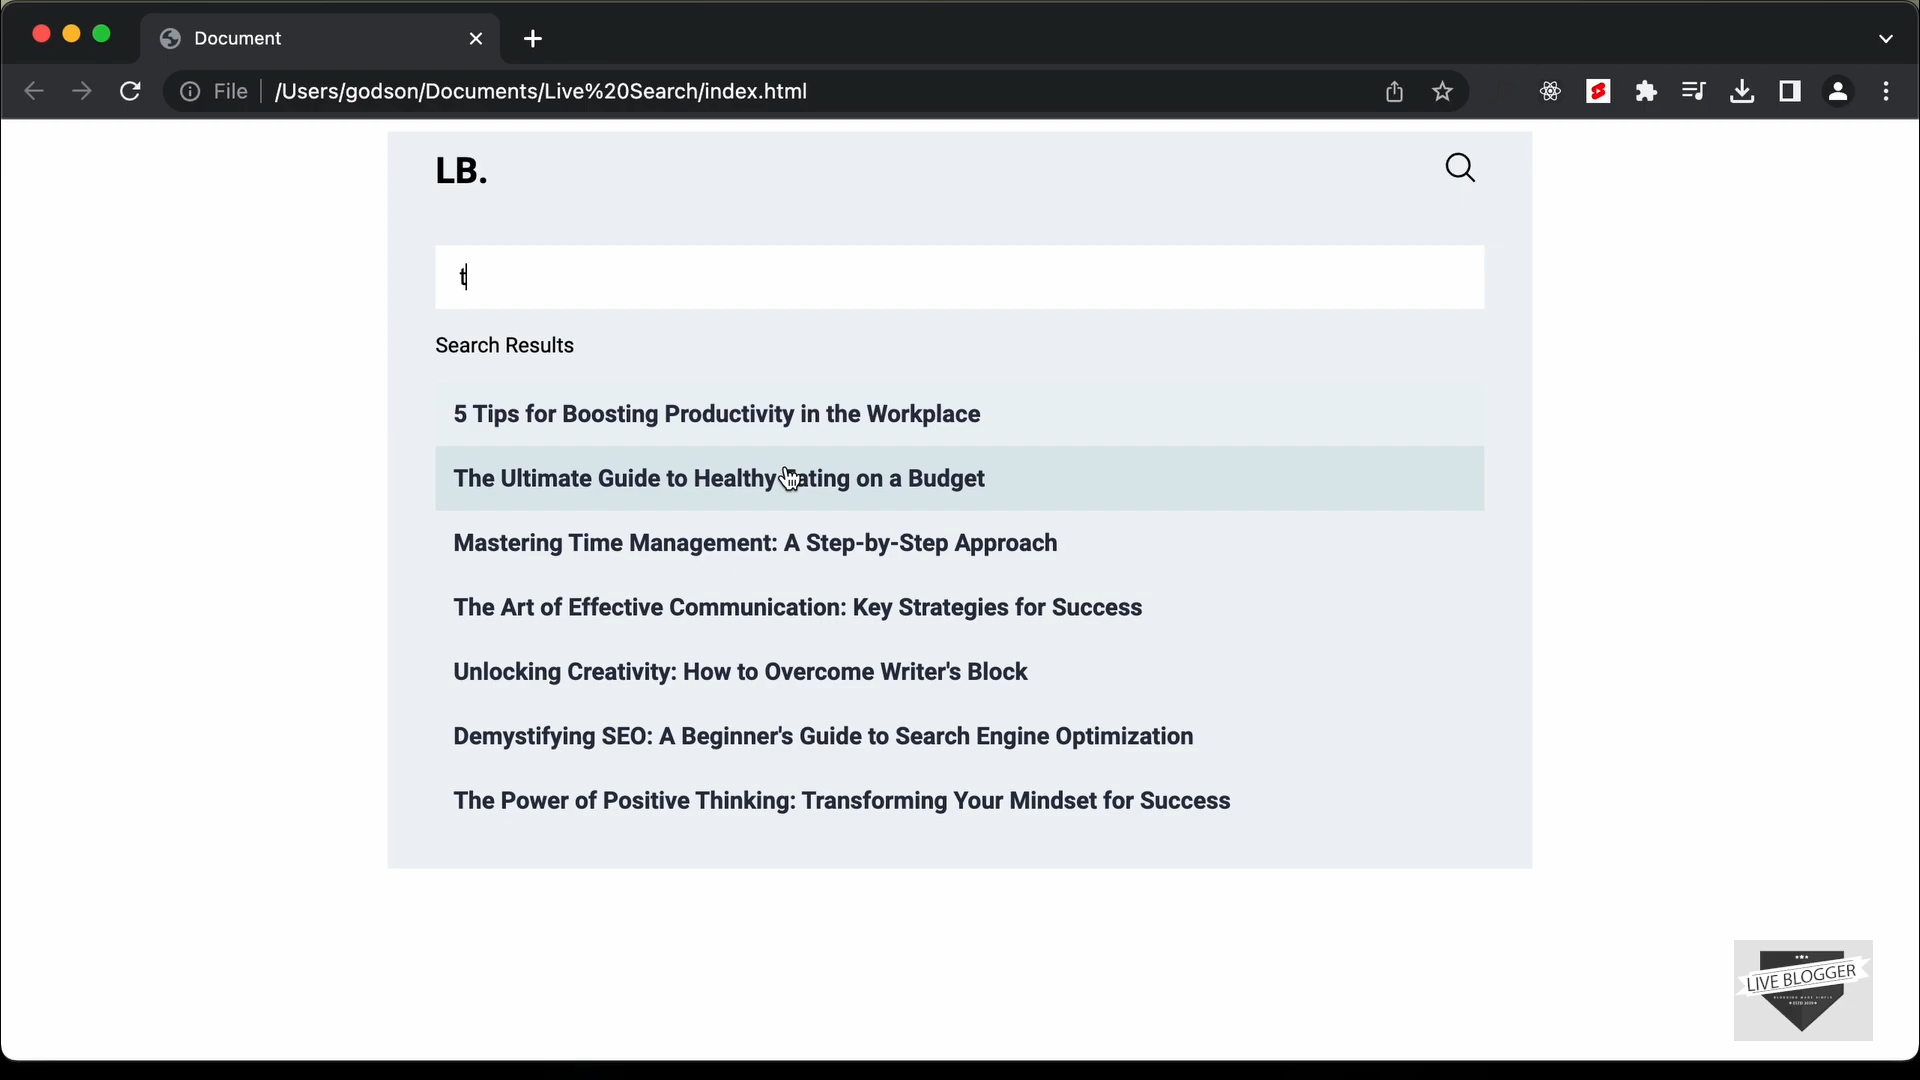 Document
File
/Users/godson/Documents/Live%20Search/index.html
LB.
t
Search Results
5 Tips for Boosting Productivity in the Workplace
The Ultimate Guide to Healthy Eating on a Budget
Mastering Time Management: A Step-by-Step Approach
The Art of Effective Communication: Key Strategies for Success
Unlocking Creativity: How to Overcome Writer's Block
Demystifying SEO: A Beginner's Guide to Search Engine Optimization
The Power of Positive Thinking: Transforming Your Mindset for Success
LIVE BLOGGER